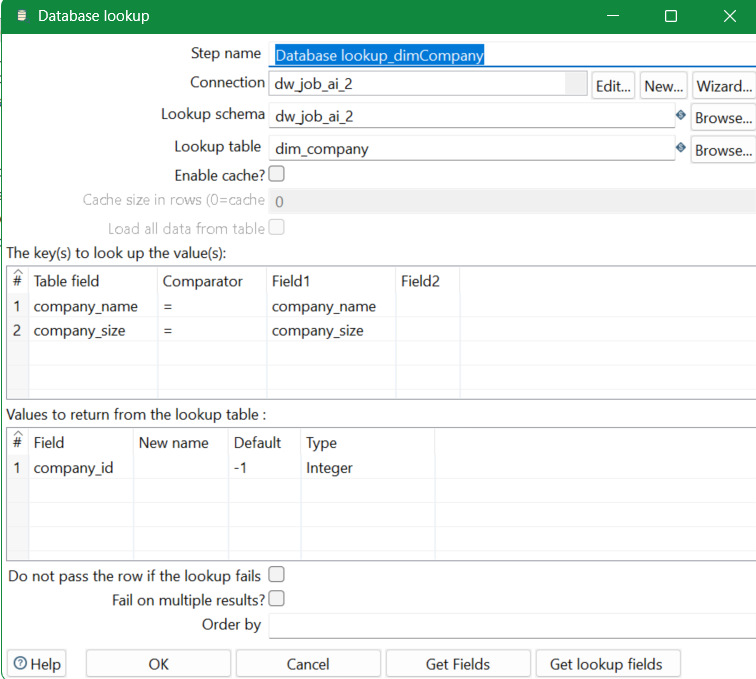 Database lookup
Step name Database lookup_dimCompany
Connection dw_job_ai_2 Edit... New... Wizard...
Lookup schema dw_job_ai_2 Browse...
Lookup table dim_company Browse...
Enable cache?
Cache size in rows (0=cache 0
Load all data from table
The key(s) to look up the value(s):
# Table field Comparator Field1 Field2
1 company_name = company_name
2 company_size = company_size
Values to return from the lookup table :
# Field New name Default Type
1 company_id -1 Integer
Do not pass the row if the lookup fails
Fail on multiple results?
Order by
Help OK Cancel Get Fields Get lookup fields